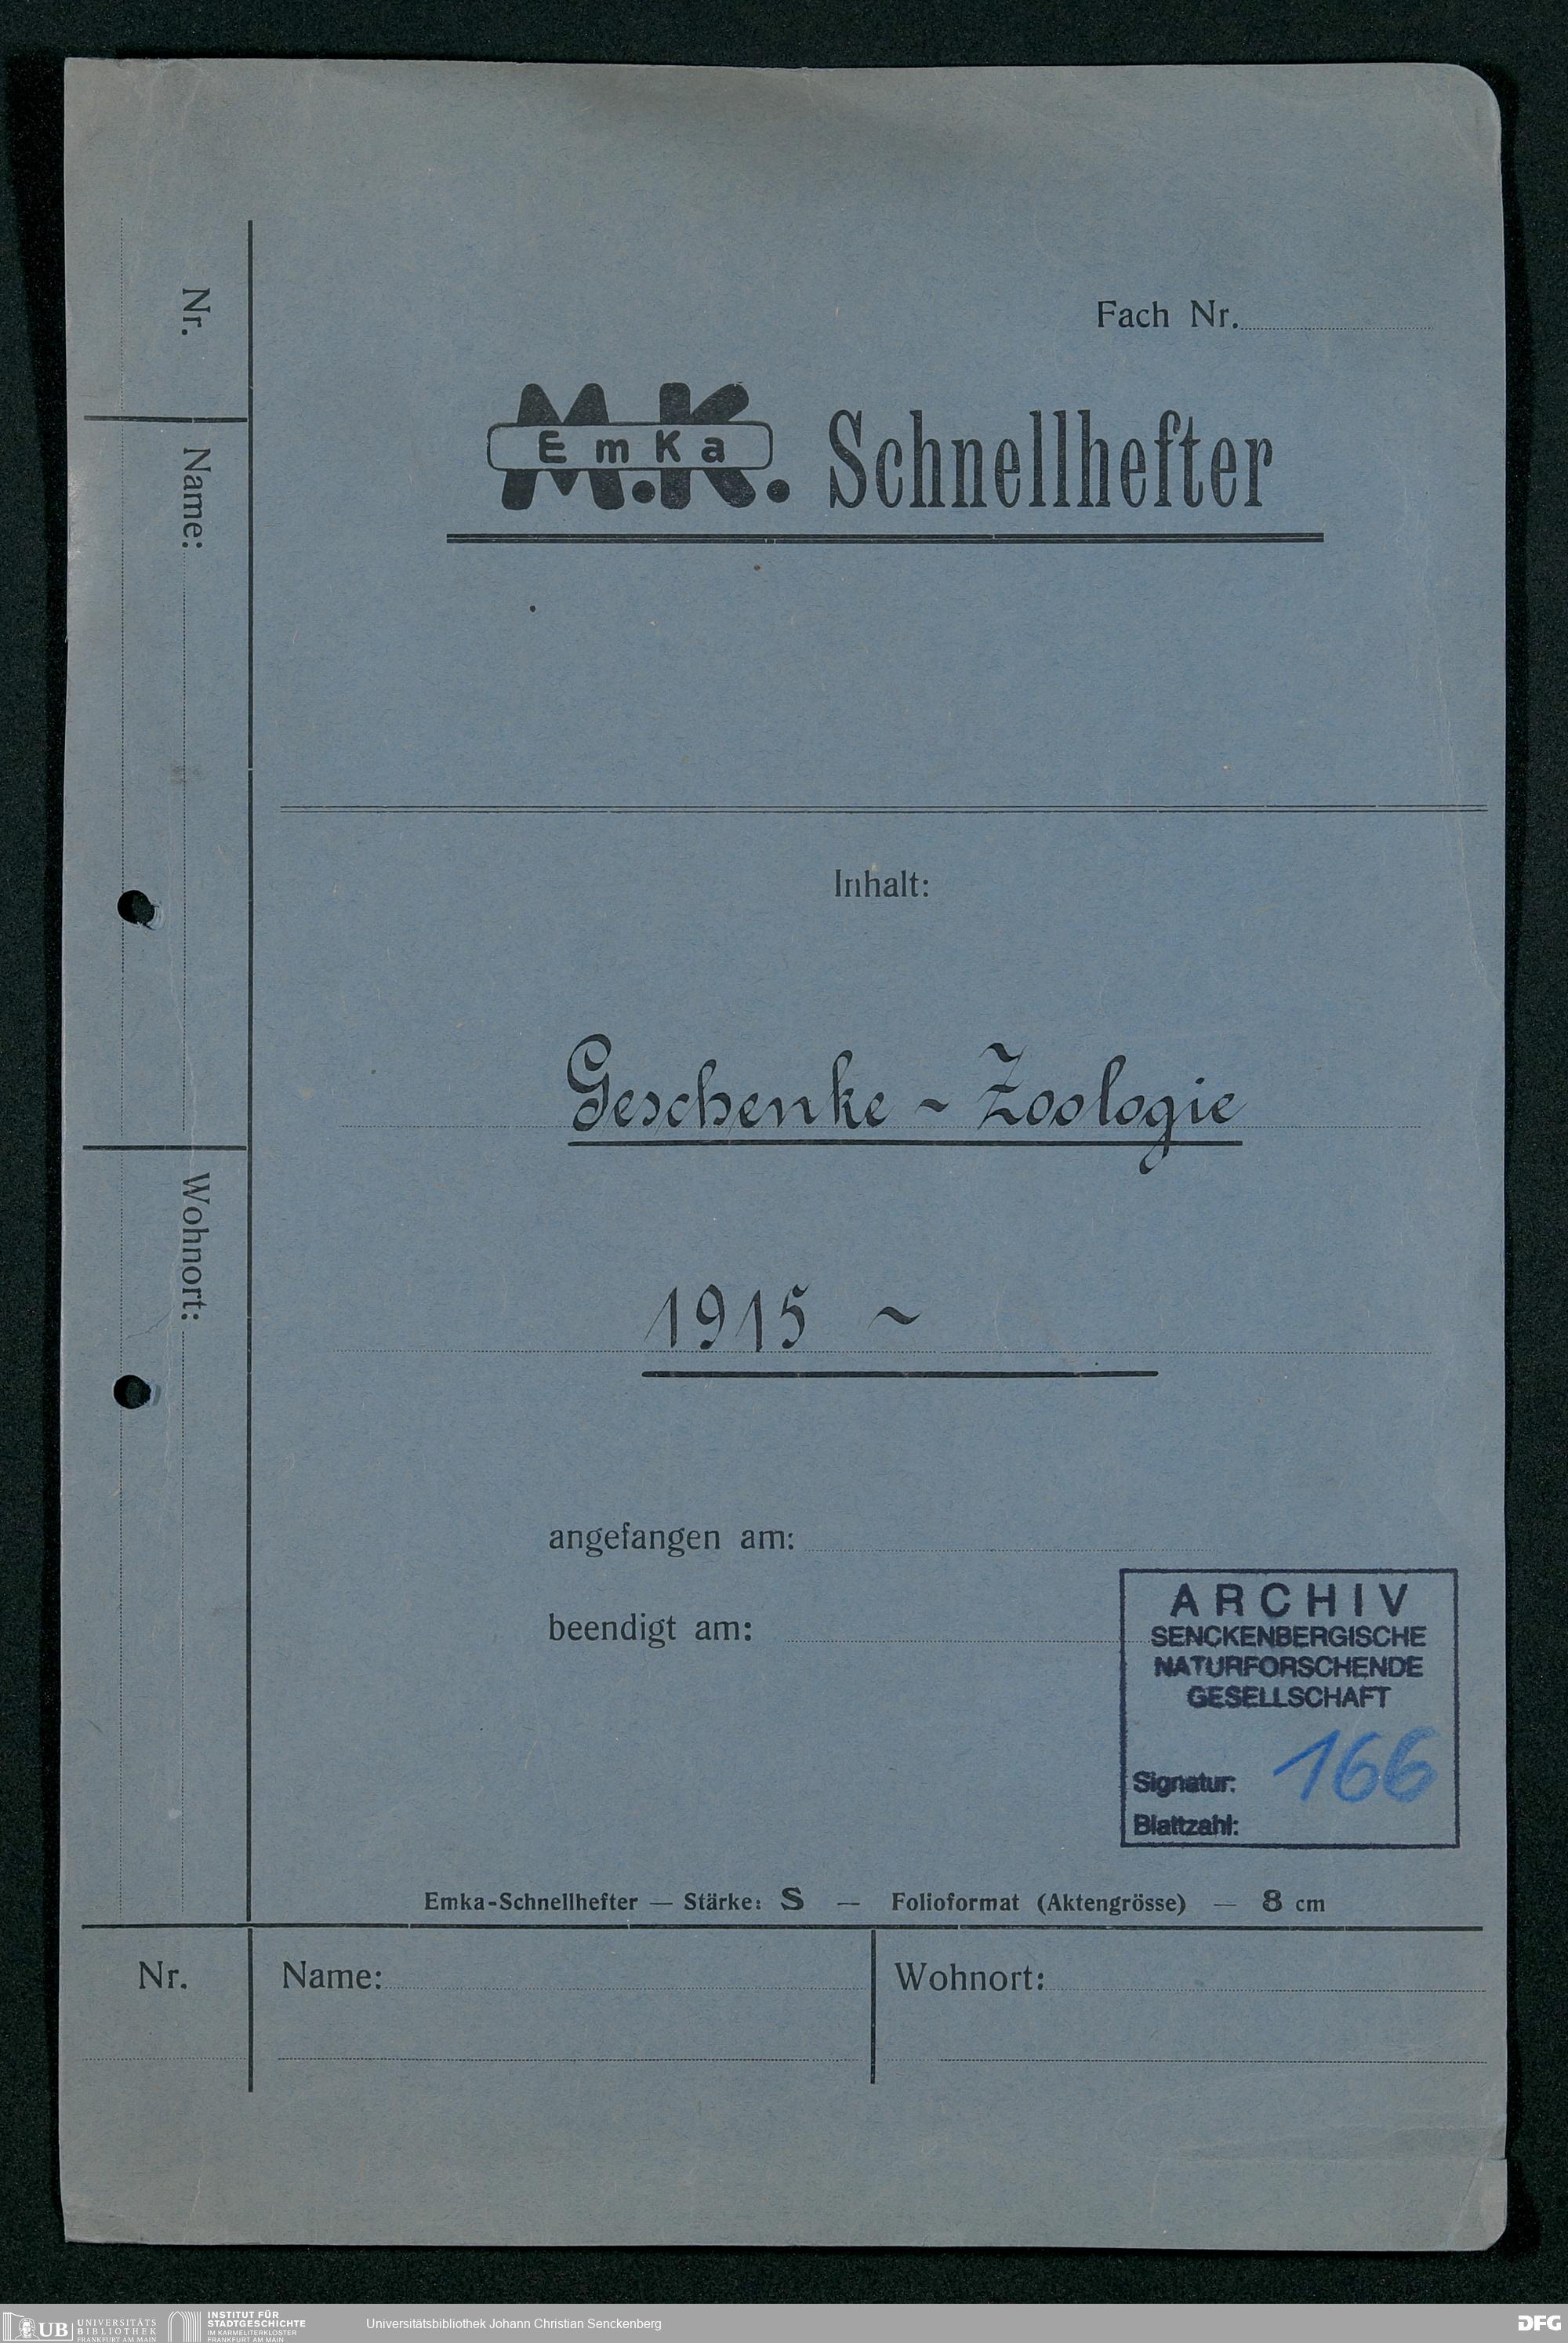 Fach Nr.
M.K.
EmKa
Schnellhefter
Inhalt:
Geschenke ~ Zoologie
1915 ~
angefangen am:
beendigt am:
ARCHIV
SENCKENBERGISCHE
NATURFORSCHENDE
GESELLSCHAFT
Signatur: 166
Blattzahl:
Emka-Schnellhefter — Stärke: S — Folioformat (Aktengrösse) — 8 cm
Nr. Name: Wohnort:
Nr.
Name:
Wohnort:
UB
UNIVERSITÄTS
BIBLIOTHEK
FRANKFURT AM MAIN
INSTITUT FÜR
STADTGESCHICHTE
IM KARMELITERKLOSTER
FRANKFURT AM MAIN
Universitätsbibliothek Johann Christian Senckenberg
DFG